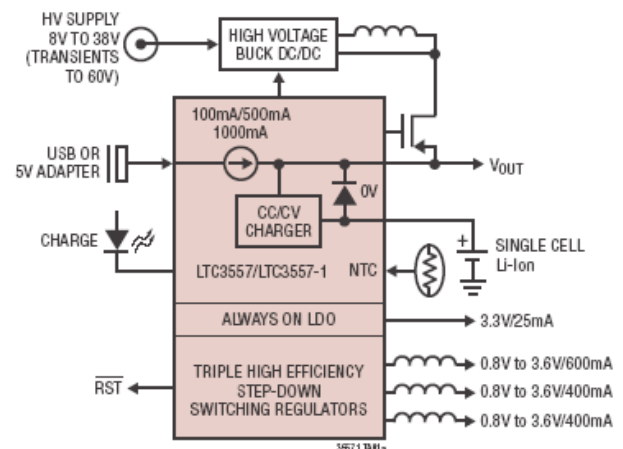 HV SUPPLY
8V TO 38V
(TRANSIENTS
TO 60V)
HIGH VOLTAGE
BUCK DC/DC
100mA/500mA
1000mA
USB OR
5V ADAPTER
VOUT
0V
CC/CV
CHARGER
CHARGE
LTC3557/LTC3557-1
NTC
+
SINGLE CELL
Li-Ion
ALWAYS ON LDO
3.3V/25mA
RST
TRIPLE HIGH EFFICIENCY
STEP-DOWN
SWITCHING REGULATORS
0.8V to 3.6V/600mA
0.8V to 3.6V/400mA
0.8V to 3.6V/400mA